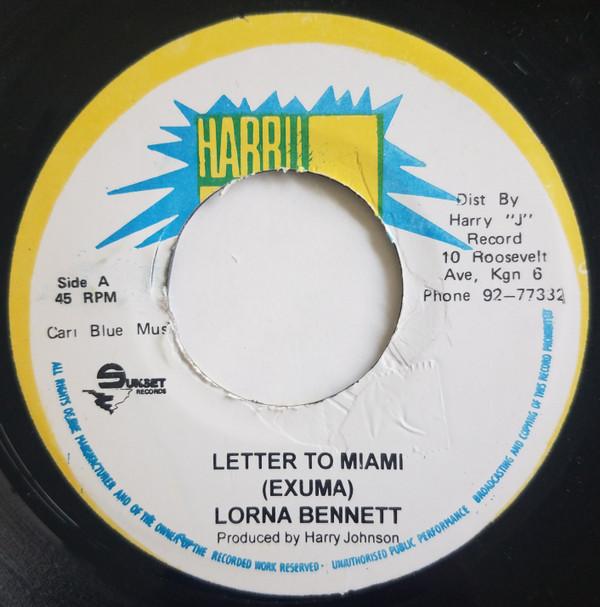 HARRY
Side A
45 RPM
Cari Blue Mus
SUNSET
RECORDS
Dist By
Harry "J"
Record
10 Roosevelt
Ave, Kgn 6
Phone 92-77332
LETTER TO MIAMI
(EXUMA)
LORNA BENNETT
Produced by Harry Johnson
ALL RIGHTS OF THE MANUFACTURER AND OF THE OWNER OF THE RECORDED WORK RESERVED · UNAUTHORISED PUBLIC PERFORMANCE BROADCASTING AND COPYING OF THIS RECORD PROHIBITED